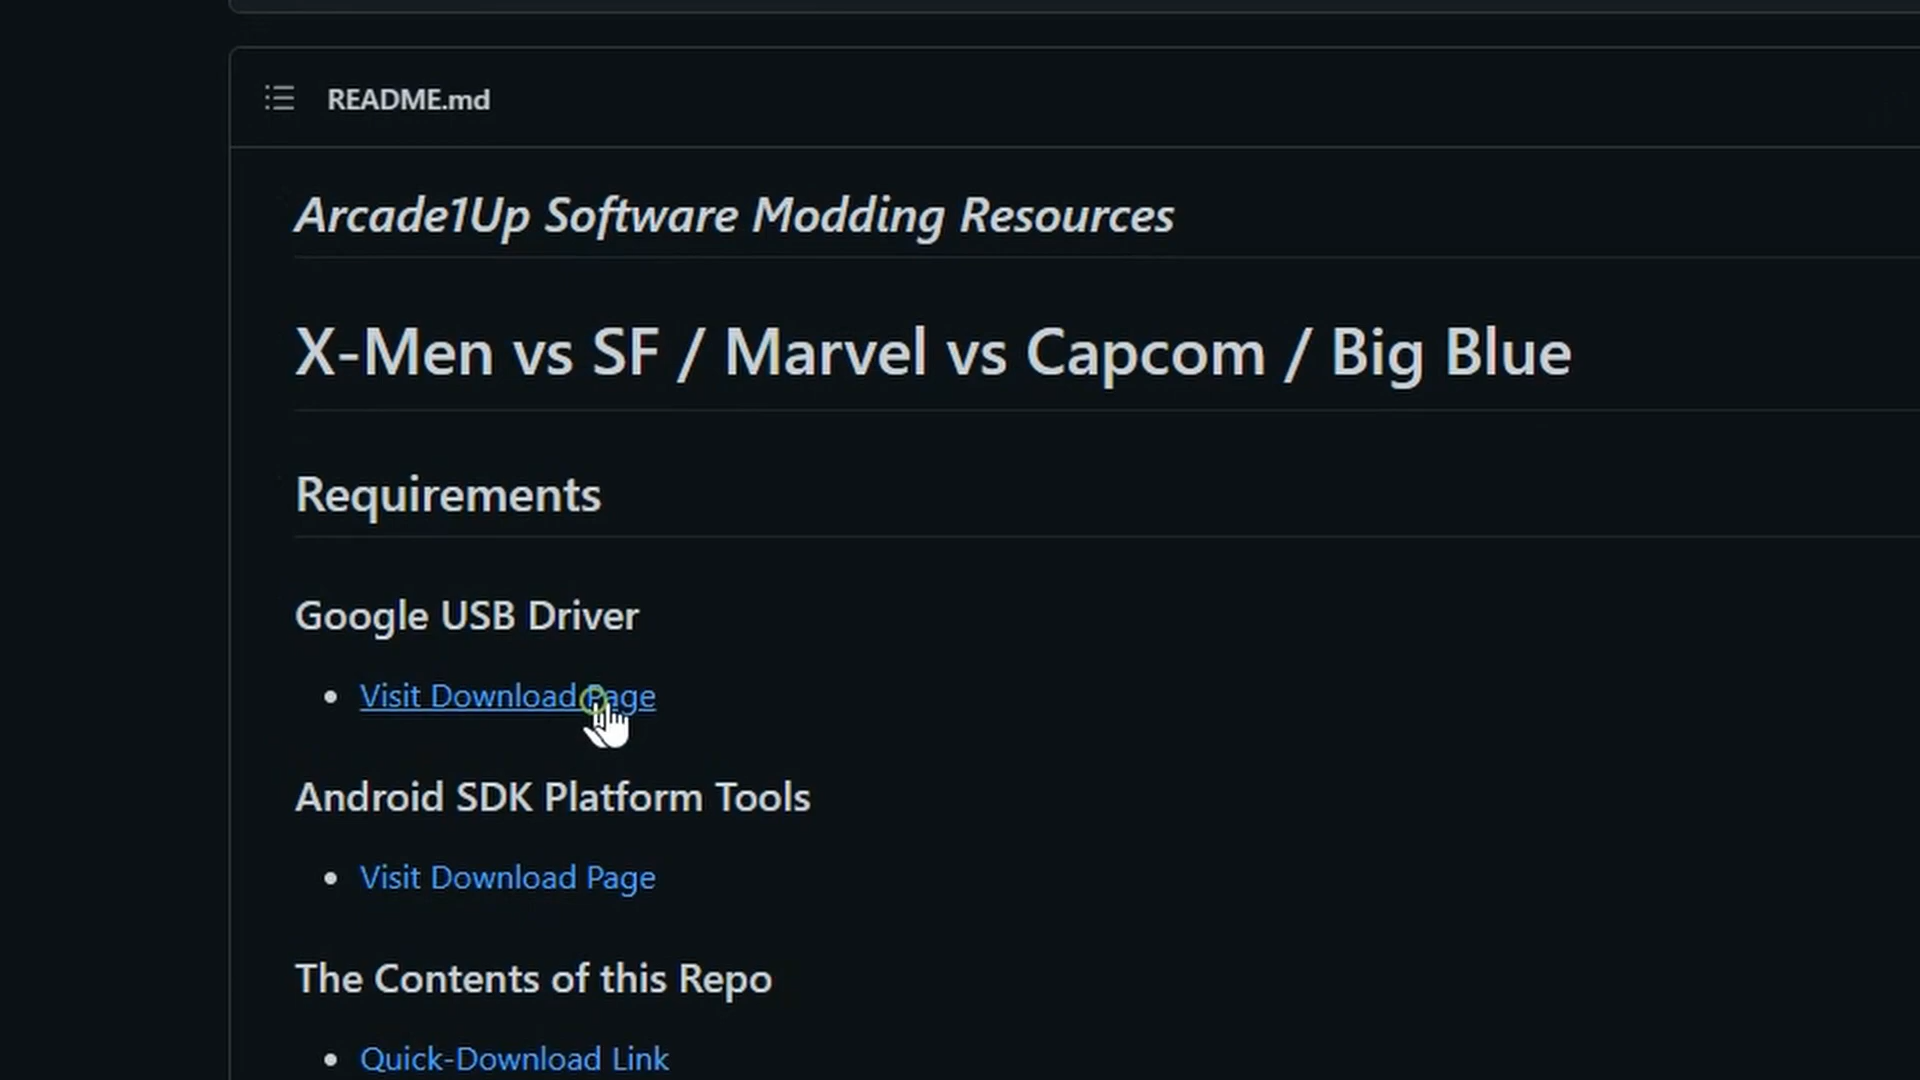 README.md
Arcade1Up Software Modding Resources
X-Men vs SF / Marvel vs Capcom / Big Blue
Requirements
Google USB Driver
Visit Download Page
Android SDK Platform Tools
Visit Download Page
The Contents of this Repo
Quick-Download Link